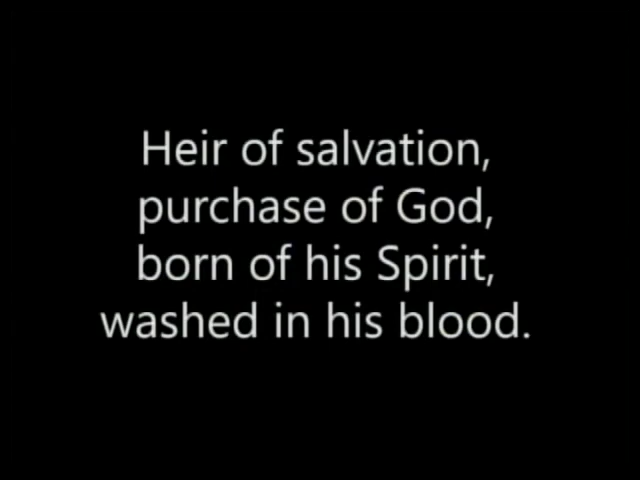 Heir of salvation,
purchase of God,
born of his Spirit,
washed in his blood.